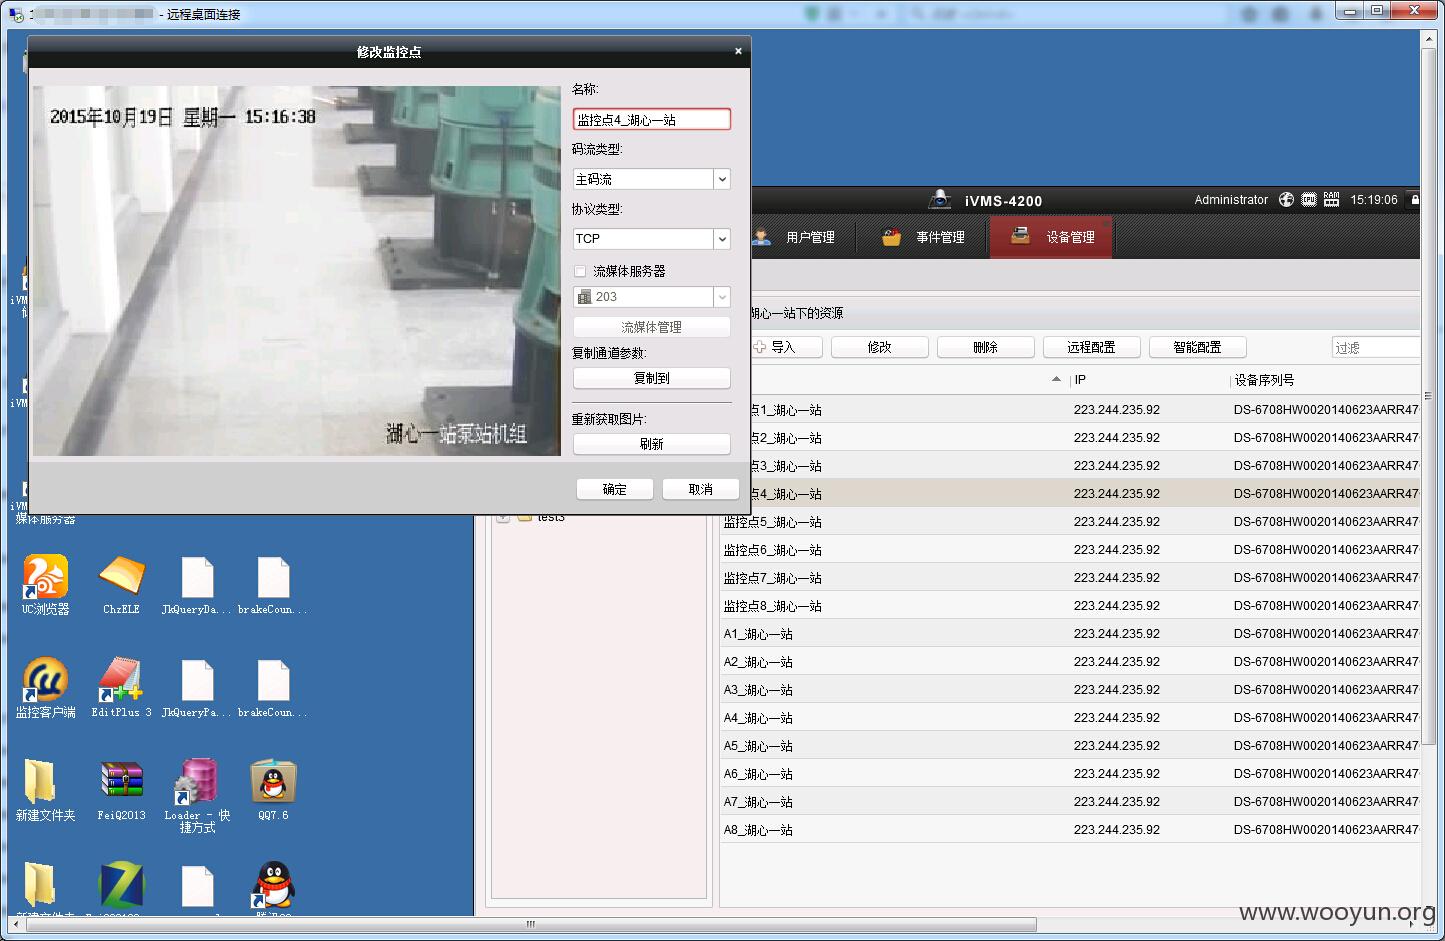 - 远程桌面连接
修改监控点
×
2015年10月19日 星期一 15:16:38
湖心一站泵站机组
名称:
监控点4_湖心一站
码流类型:
主码流
协议类型:
TCP
流媒体服务器
203
流媒体管理
复制通道参数:
复制到
重新获取图片:
刷新
确定
取消
iVMS-4200
Administrator
CPU
RAM
15:19:06
用户管理
事件管理
设备管理
湖心一站下的资源
导入
修改
删除
远程配置
智能配置
过滤
IP
设备序列号
点1_湖心一站 223.244.235.92 DS-6708HW0020140623AARR47
点2_湖心一站 223.244.235.92 DS-6708HW0020140623AARR47
点3_湖心一站 223.244.235.92 DS-6708HW0020140623AARR47
点4_湖心一站 223.244.235.92 DS-6708HW0020140623AARR47
监控点5_湖心一站 223.244.235.92 DS-6708HW0020140623AARR47
监控点6_湖心一站 223.244.235.92 DS-6708HW0020140623AARR47
监控点7_湖心一站 223.244.235.92 DS-6708HW0020140623AARR47
监控点8_湖心一站 223.244.235.92 DS-6708HW0020140623AARR47
A1_湖心一站 223.244.235.92 DS-6708HW0020140623AARR47
A2_湖心一站 223.244.235.92 DS-6708HW0020140623AARR47
A3_湖心一站 223.244.235.92 DS-6708HW0020140623AARR47
A4_湖心一站 223.244.235.92 DS-6708HW0020140623AARR47
A5_湖心一站 223.244.235.92 DS-6708HW0020140623AARR47
A6_湖心一站 223.244.235.92 DS-6708HW0020140623AARR47
A7_湖心一站 223.244.235.92 DS-6708HW0020140623AARR47
A8_湖心一站 223.244.235.92 DS-6708HW0020140623AARR47
test3
iVM
iVM
iVM
媒体服务器
UC浏览器
ChzELE
JkQueryDa...
brakeCoun...
监控客户端
EditPlus 3
JkQueryPa...
brakeCoun...
新建文件夹
FeiQ2013
Loader - 快
捷方式
QQ7.6
新建文件夹
www.wooyun.org